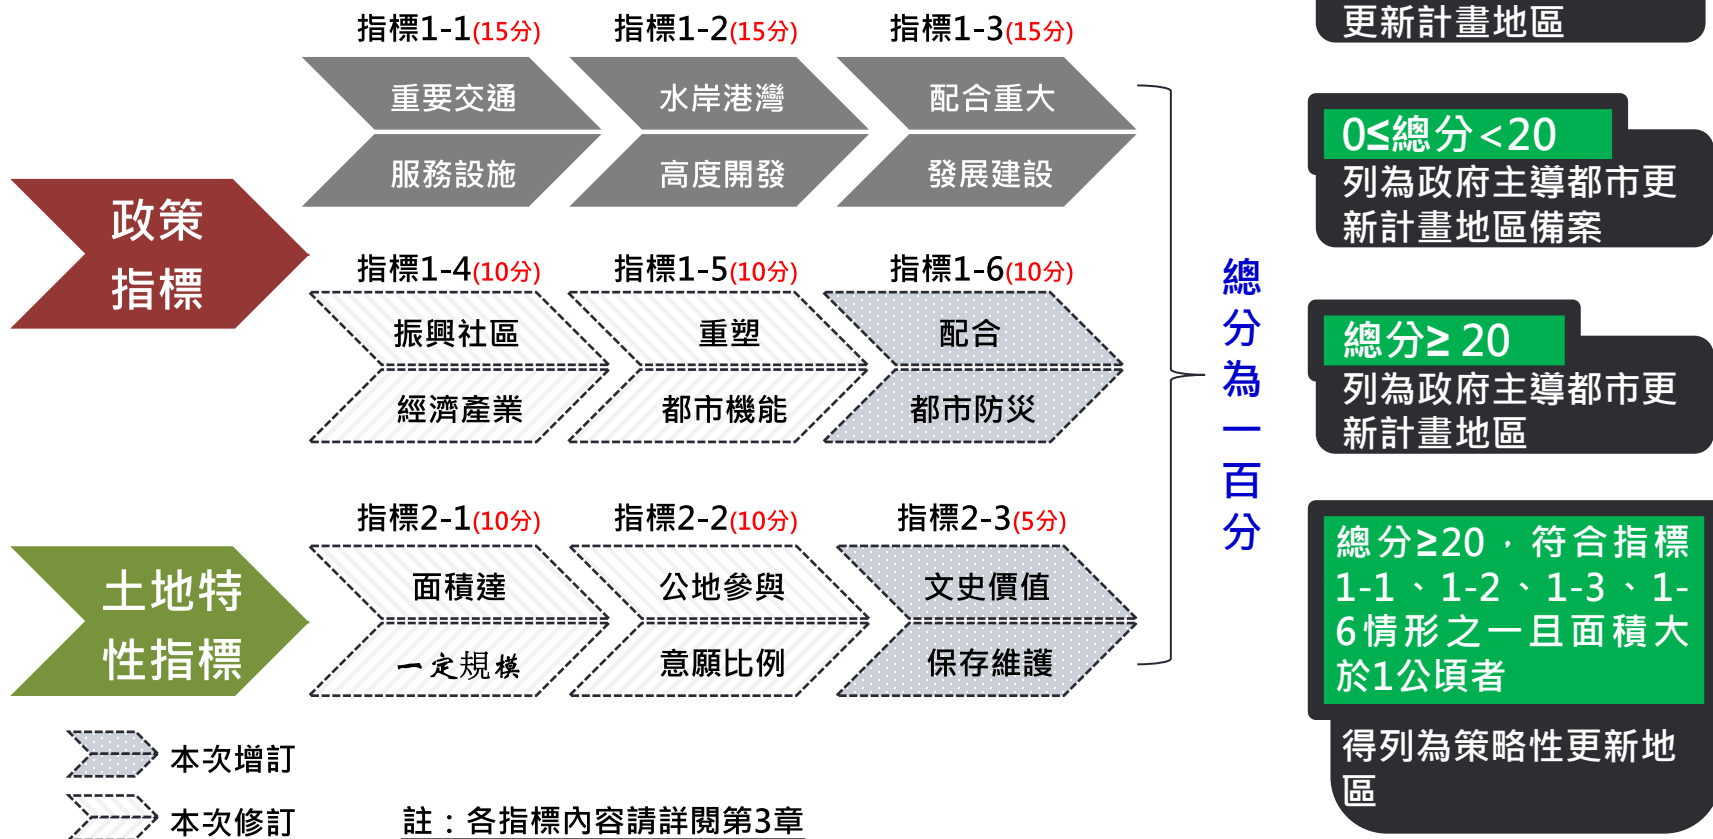 指標1-1(15分)
指標1-2(15分)
指標1-3(15分)
重要交通
服務設施
水岸港灣
高度開發
配合重大
發展建設
政策
指標
指標1-4(10分)
指標1-5(10分)
指標1-6(10分)
振興社區
經濟產業
重塑
都市機能
配合
都市防災
指標2-1(10分)
指標2-2(10分)
指標2-3(5分)
土地特
性指標
面積達
一定規模
公地參與
意願比例
文史價值
保存維護
本次增訂
本次修訂
註：各指標內容請詳閱第3章
總分為一百分
更新計畫地區
0≤總分<20
列為政府主導都市更
新計畫地區備案
總分≥ 20
列為政府主導都市更
新計畫地區
總分≥20，符合指標
1-1、1-2、1-3、1-
6情形之一且面積大
於1公頃者
得列為策略性更新地
區